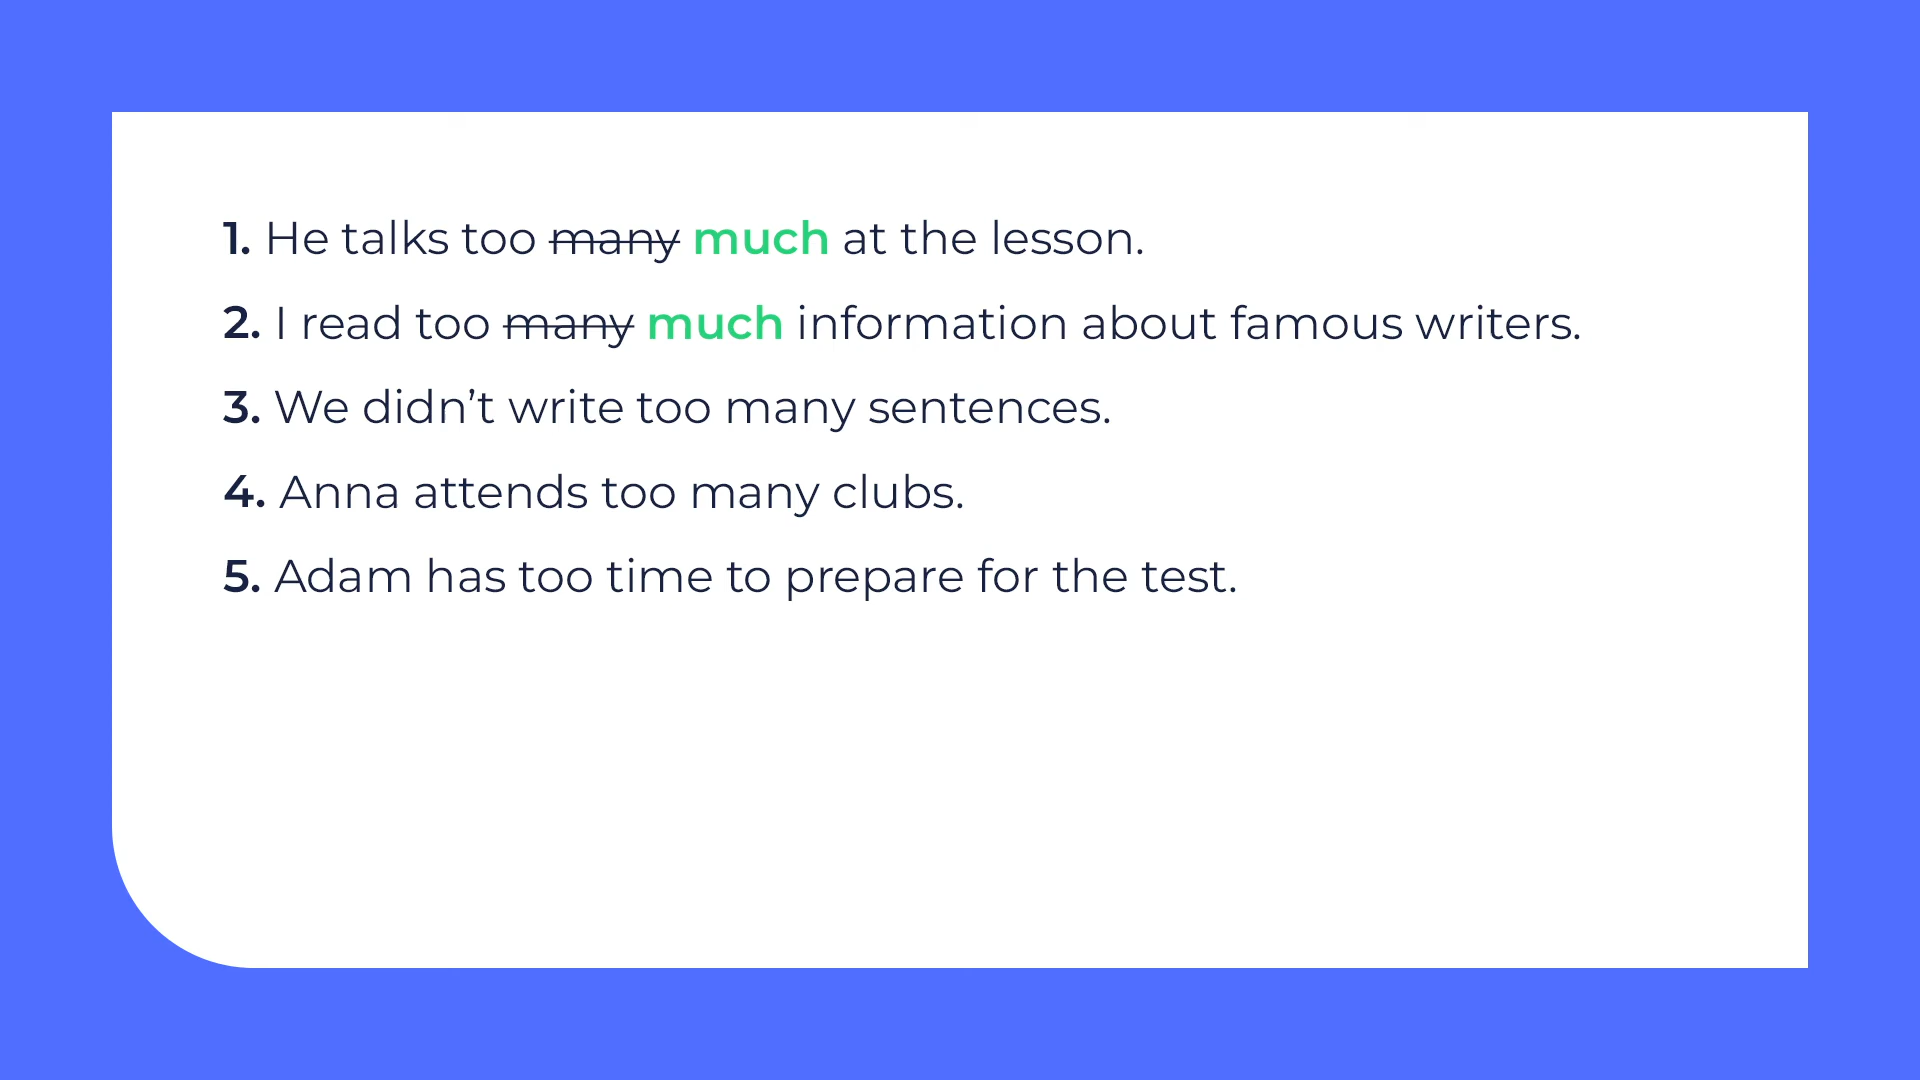 1. He talks too many much at the lesson.
2. I read too many much information about famous writers.
3. We didn’t write too many sentences.
4. Anna attends too many clubs.
5. Adam has too time to prepare for the test.